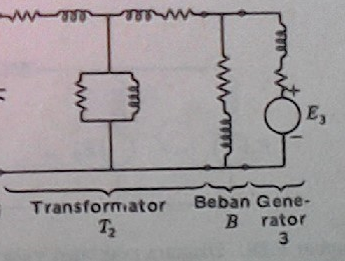 +
E3
−
Transformator
T2
Beban
B
Gene-
rator
3